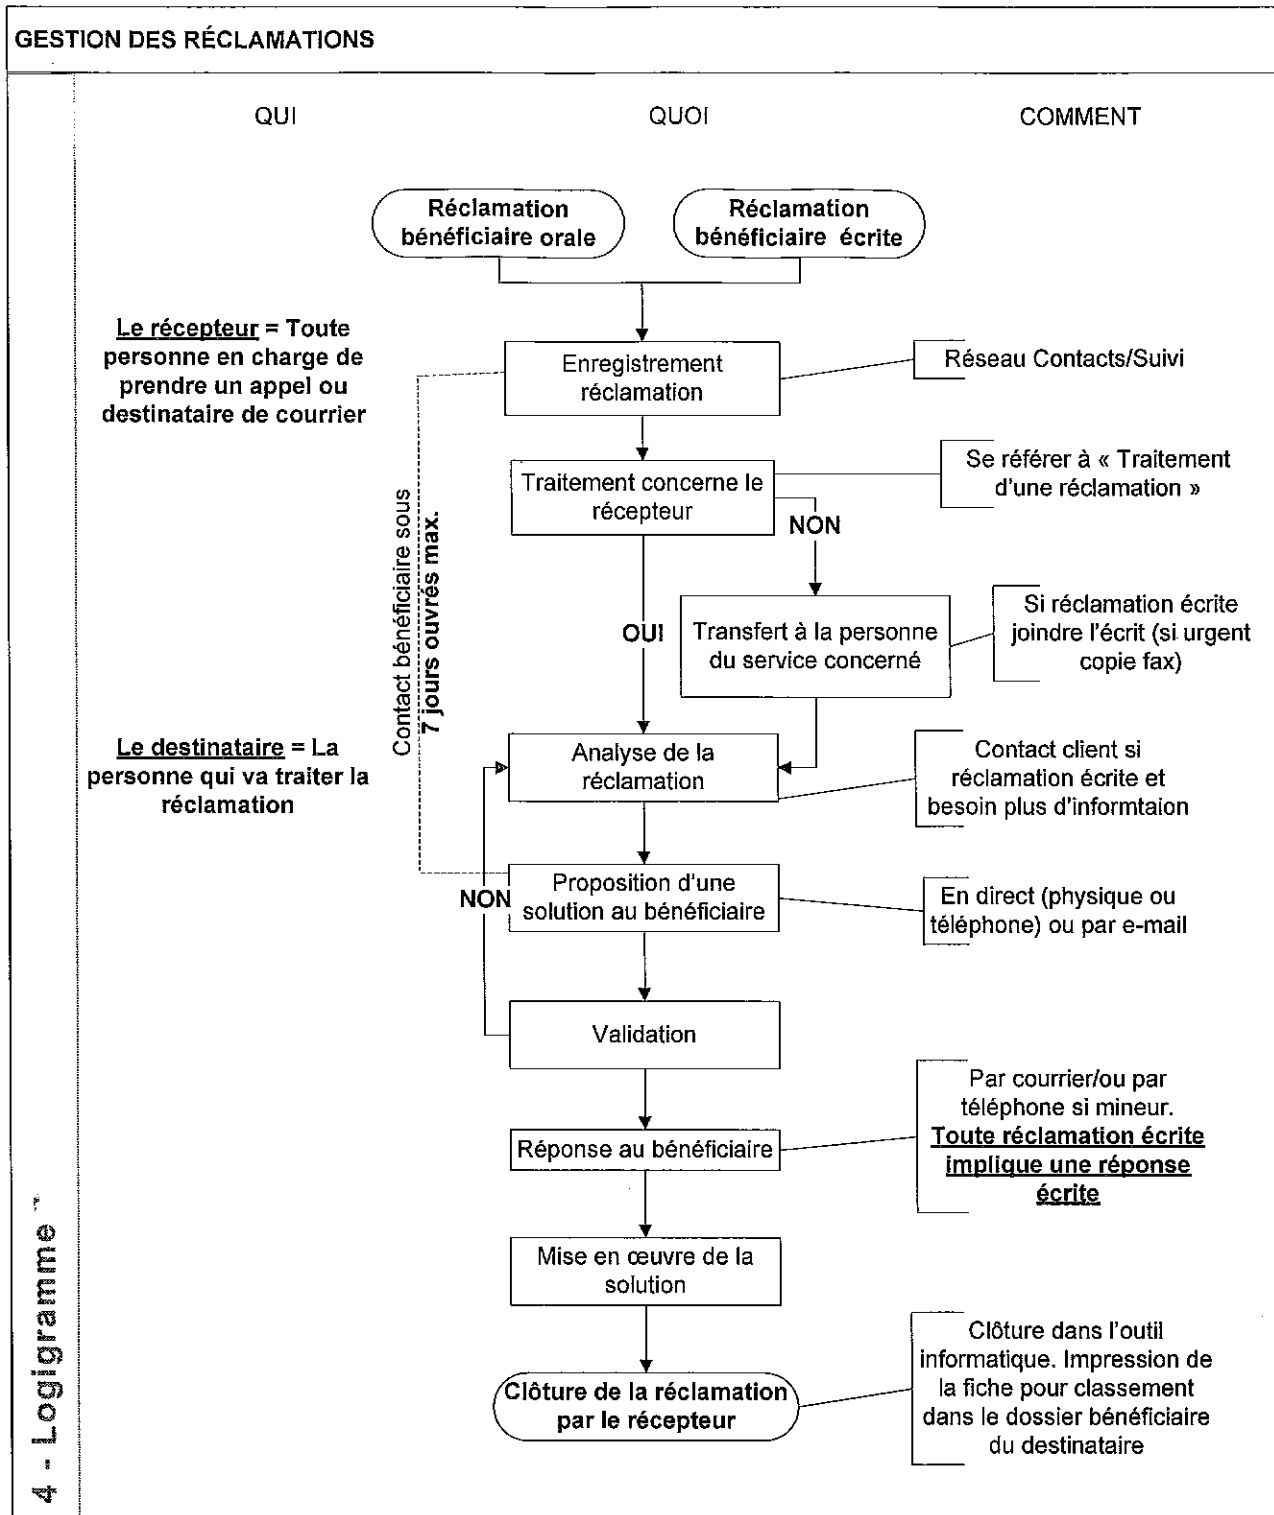 GESTION DES RÉCLAMATIONS
QUI
QUOI
COMMENT
Réclamation
bénéficiaire orale
Réclamation
bénéficiaire écrite
Le récepteur = Toute
personne en charge de
prendre un appel ou
destinataire de courrier
Enregistrement
réclamation
Réseau Contacts/Suivi
Traitement concerne le
récepteur
Se référer à « Traitement
d'une réclamation »
NON
OUI
Contact bénéficiaire sous
7 jours ouvrés max.
Transfert à la personne
du service concerné
Si réclamation écrite
joindre l'écrit (si urgent
copie fax)
Le destinataire = La
personne qui va traiter la
réclamation
Analyse de la
réclamation
Contact client si
réclamation écrite et
besoin plus d'informtaion
NON
Proposition d'une
solution au bénéficiaire
En direct (physique ou
téléphone) ou par e-mail
Validation
Réponse au bénéficiaire
Par courrier/ou par
téléphone si mineur.
Toute réclamation écrite
implique une réponse
écrite
Mise en œuvre de la
solution
Clôture de la réclamation
par le récepteur
Clôture dans l'outil
informatique. Impression de
la fiche pour classement
dans le dossier bénéficiaire
du destinataire
4 - Logigramme